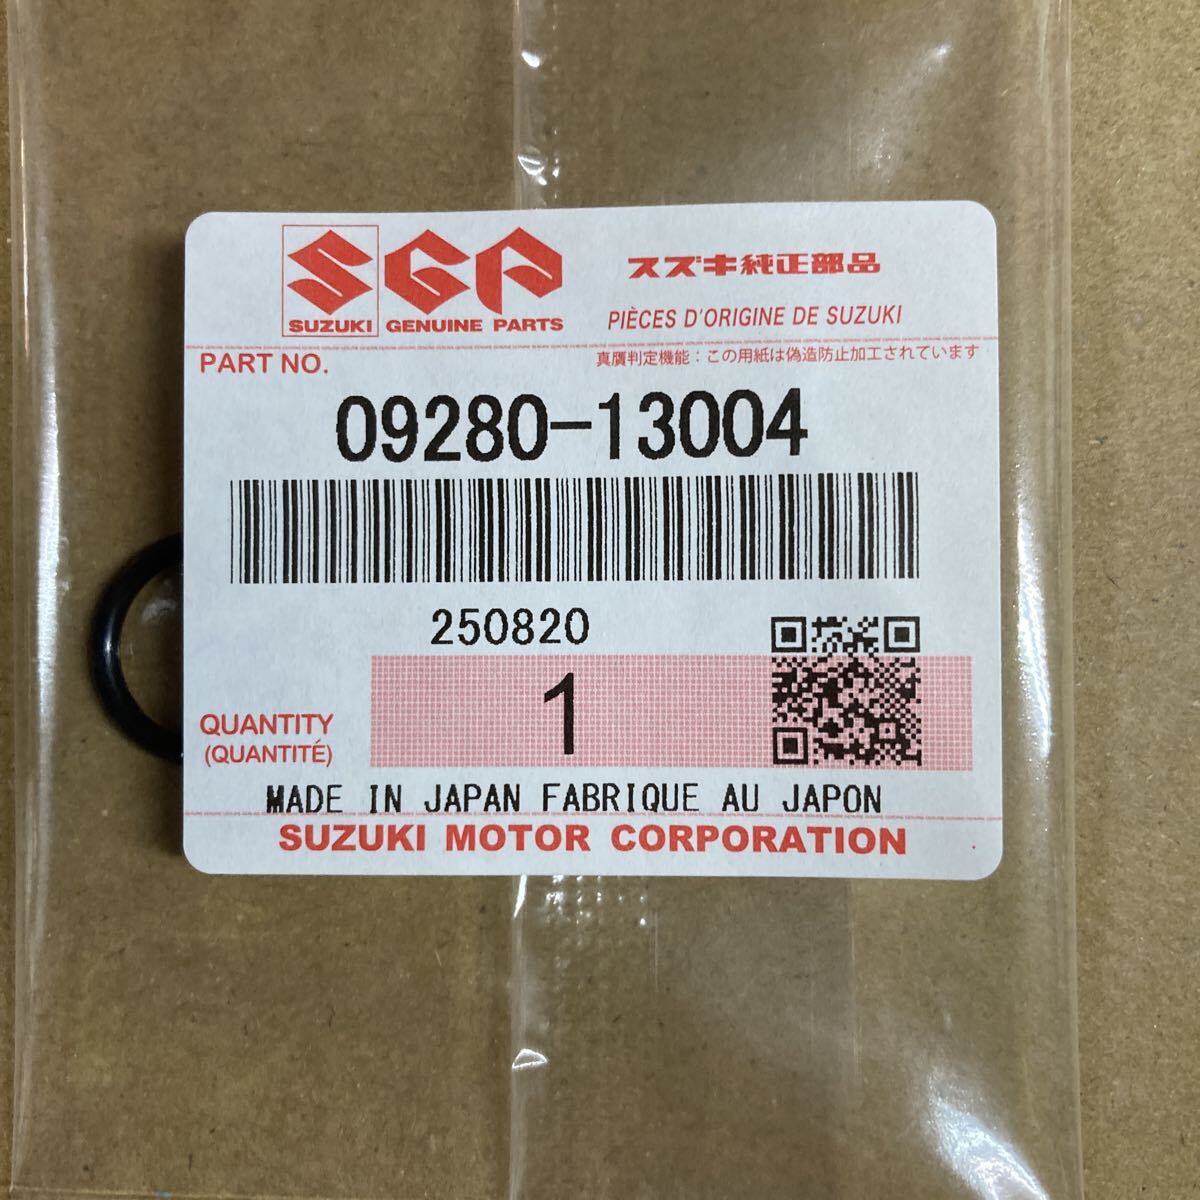 SGP
SUZUKI GENUINE PARTS
スズキ純正部品
PIÈCES D'ORIGINE DE SUZUKI
PART NO.
真贋判定機能：この用紙は偽造防止加工されています
09280-13004
250820
QUANTITY
(QUANTITÉ)
1
MADE IN JAPAN FABRIQUE AU JAPON
SUZUKI MOTOR CORPORATION